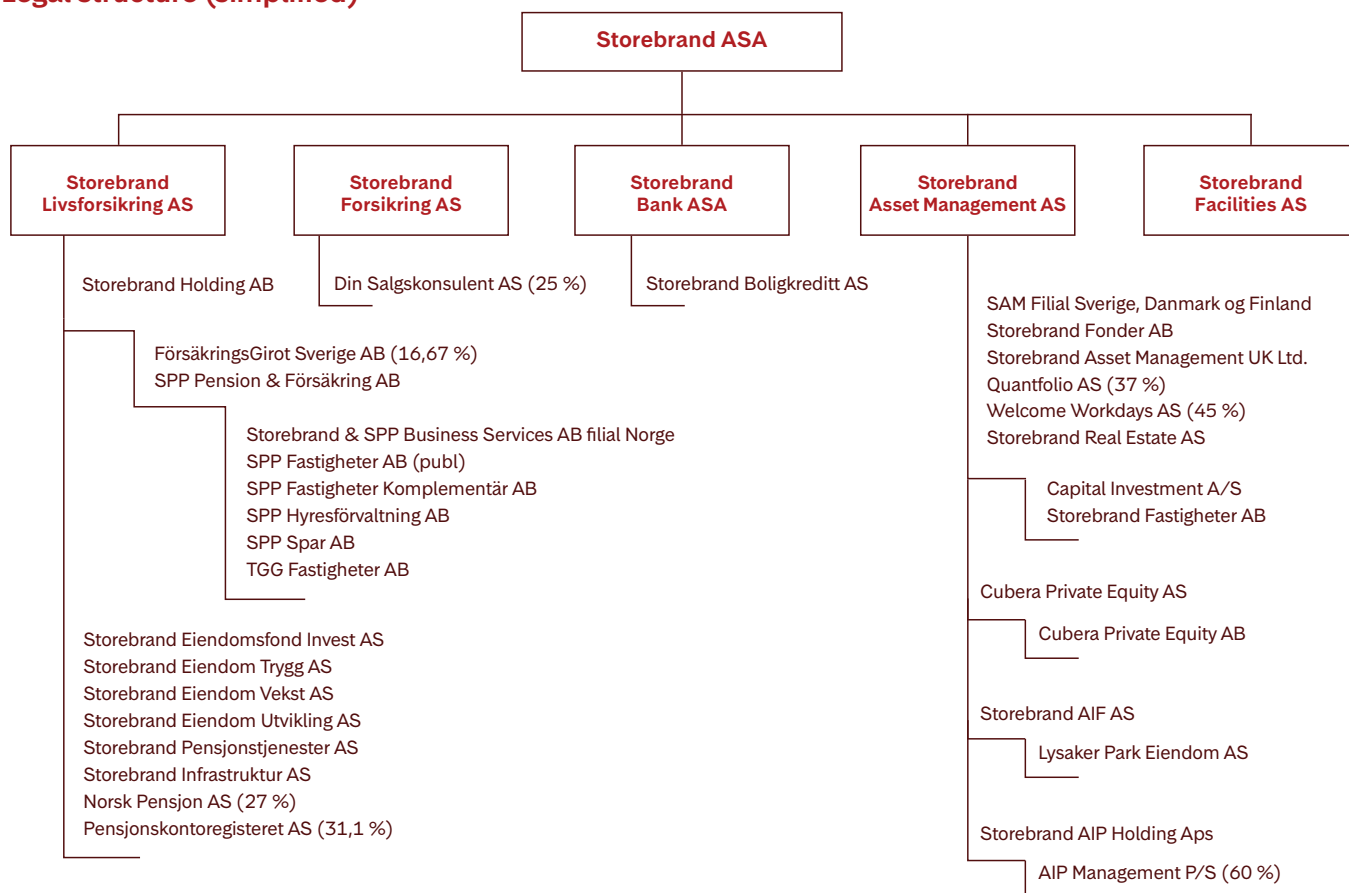 Legal structure (simplified)
Storebrand ASA
Storebrand
Livsforsikring AS
Storebrand
Forsikring AS
Storebrand
Bank ASA
Storebrand
Asset Management AS
Storebrand
Facilities AS
Storebrand Holding AB
FörsäkringsGirot Sverige AB (16,67 %)
SPP Pension & Försäkring AB
Storebrand & SPP Business Services AB filial Norge
SPP Fastigheter AB (publ)
SPP Fastigheter Komplementär AB
SPP Hyresförvaltning AB
SPP Spar AB
TGG Fastigheter AB
Storebrand Eiendomsfond Invest AS
Storebrand Eiendom Trygg AS
Storebrand Eiendom Vekst AS
Storebrand Eiendom Utvikling AS
Storebrand Pensjonstjenester AS
Storebrand Infrastruktur AS
Norsk Pensjon AS (27 %)
Pensjonskontoregisteret AS (31,1 %)
Din Salgskonsulent AS (25 %)
Storebrand Boligkreditt AS
SAM Filial Sverige, Danmark og Finland
Storebrand Fonder AB
Storebrand Asset Management UK Ltd.
Quantfolio AS (37 %)
Welcome Workdays AS (45 %)
Storebrand Real Estate AS
Capital Investment A/S
Storebrand Fastigheter AB
Cubera Private Equity AS
Cubera Private Equity AB
Storebrand AIF AS
Lysaker Park Eiendom AS
Storebrand AIP Holding Aps
AIP Management P/S (60 %)